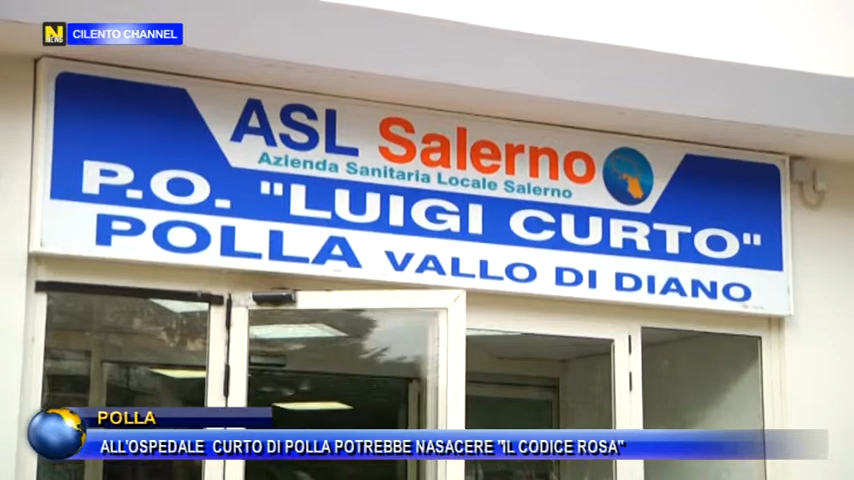 N
NEWS
CILENTO CHANNEL
ASL Salerno
Azienda Sanitaria Locale Salerno
P.O. "LUIGI CURTO"
POLLA VALLO DI DIANO
POLLA
ALL'OSPEDALE CURTO DI POLLA POTREBBE NASACERE "IL CODICE ROSA"